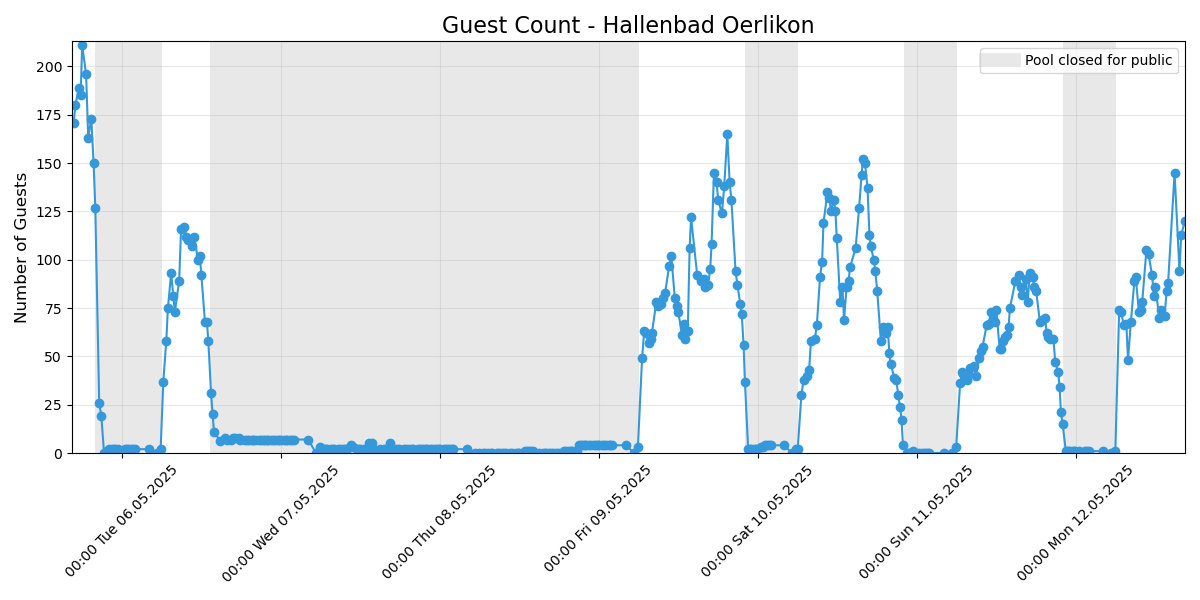 Guest Count - Hallenbad Oerlikon
Pool closed for public
Number of Guests
200
175
150
125
100
75
50
25
0
00:00 Tue 06.05.2025
00:00 Wed 07.05.2025
00:00 Thu 08.05.2025
00:00 Fri 09.05.2025
00:00 Sat 10.05.2025
00:00 Sun 11.05.2025
00:00 Mon 12.05.2025